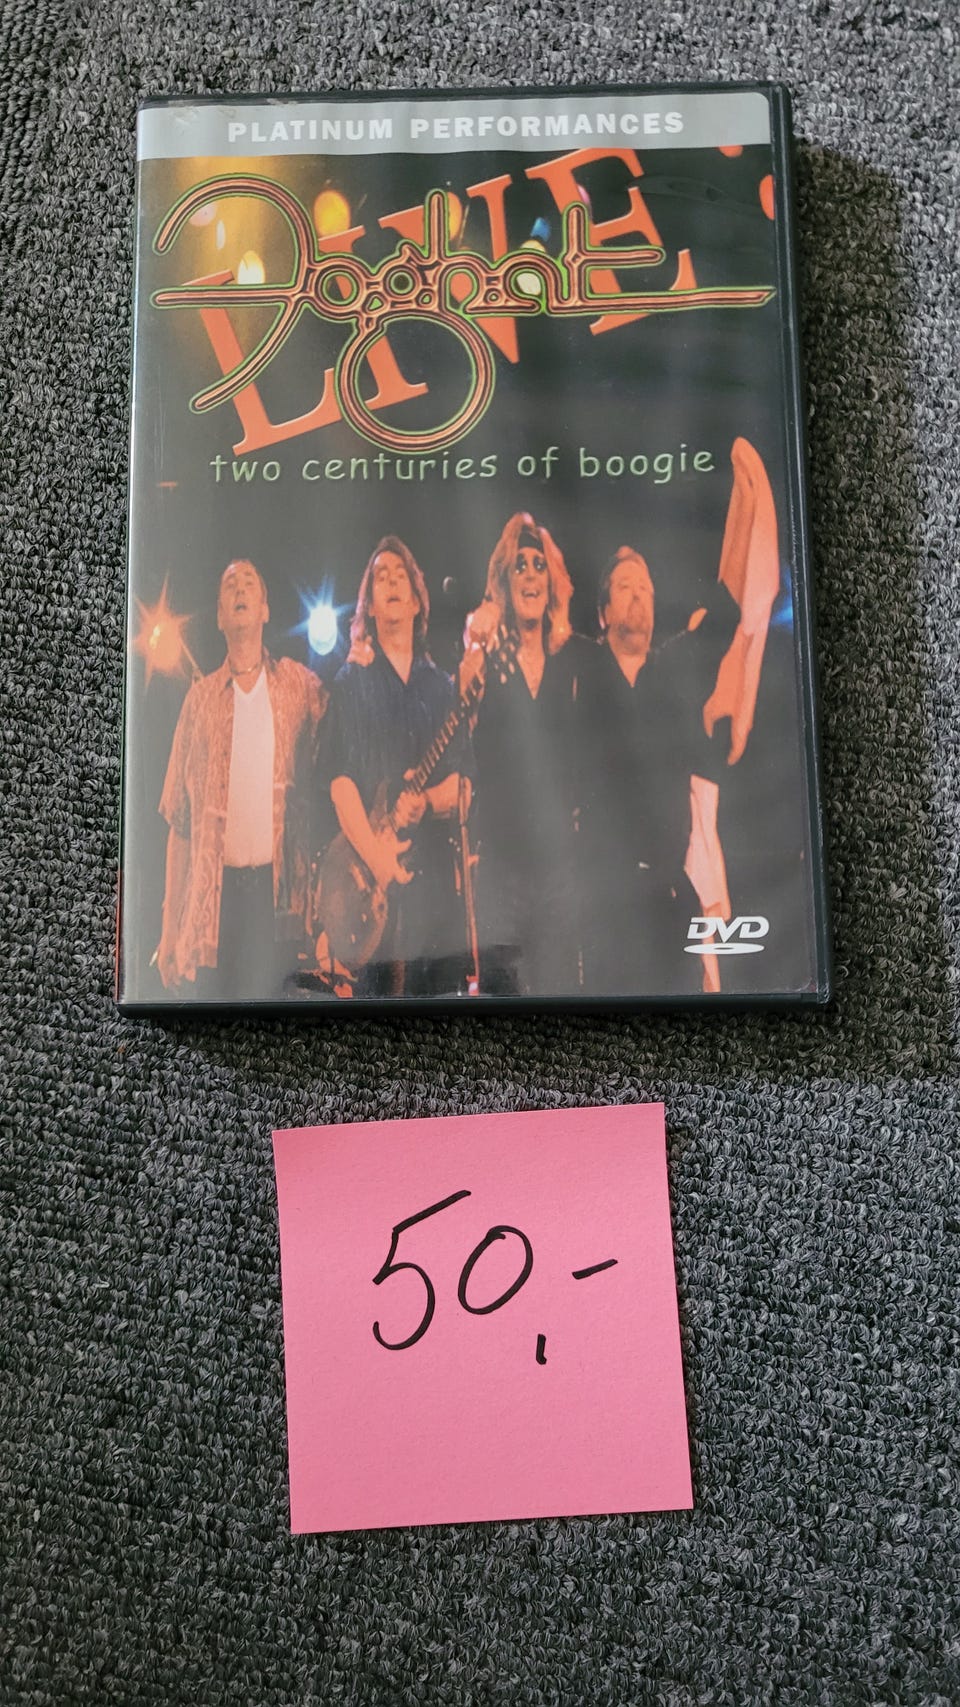 PLATINUM PERFORMANCES
LIVE
Foghat
two centuries of boogie
DVD
50,-